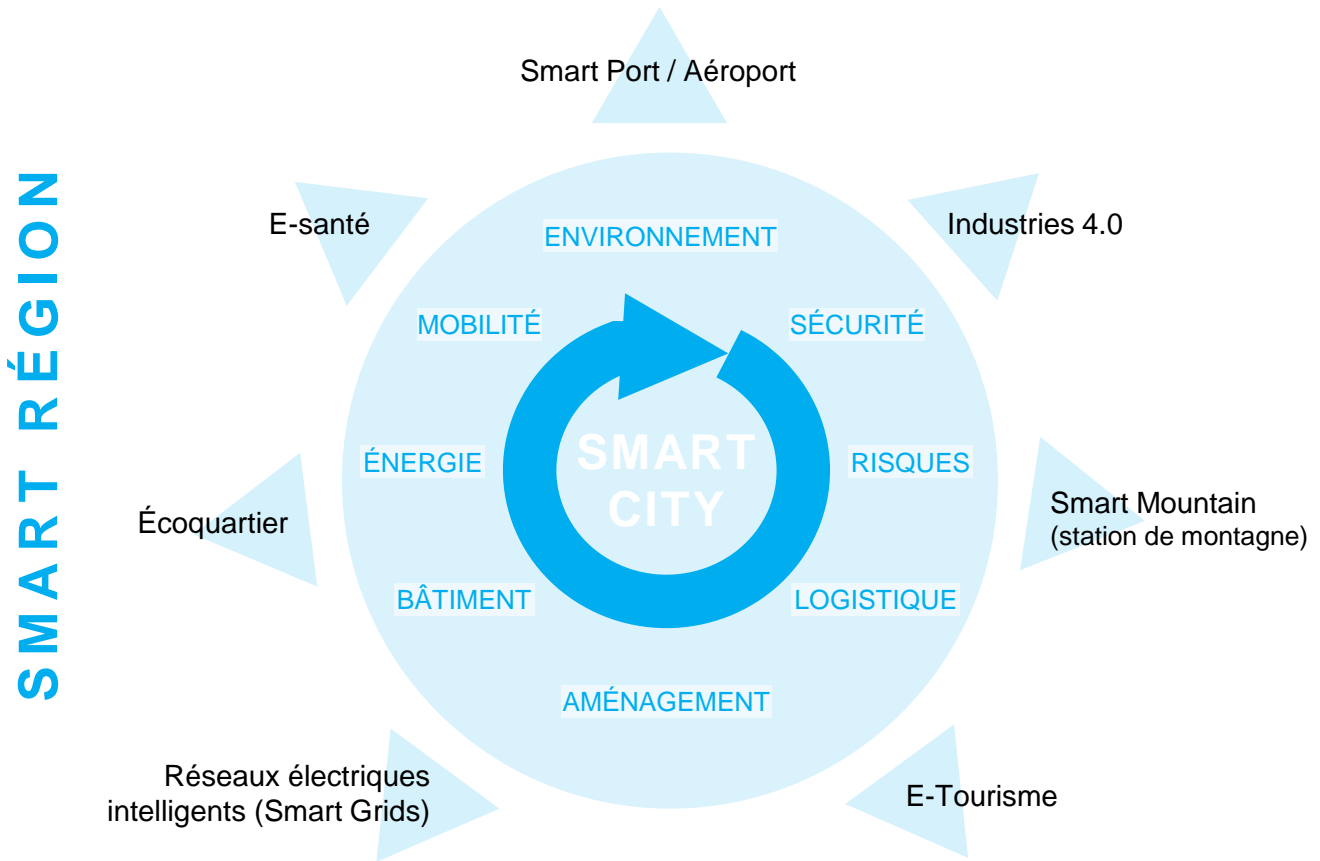 SMART RÉGION
Smart Port / Aéroport
E-santé
Industries 4.0
ENVIRONNEMENT
MOBILITÉ
SÉCURITÉ
SMART
CITY
ÉNERGIE
RISQUES
Écoquartier
Smart Mountain
(station de montagne)
BÂTIMENT
LOGISTIQUE
AMÉNAGEMENT
Réseaux électriques
intelligents (Smart Grids)
E-Tourisme